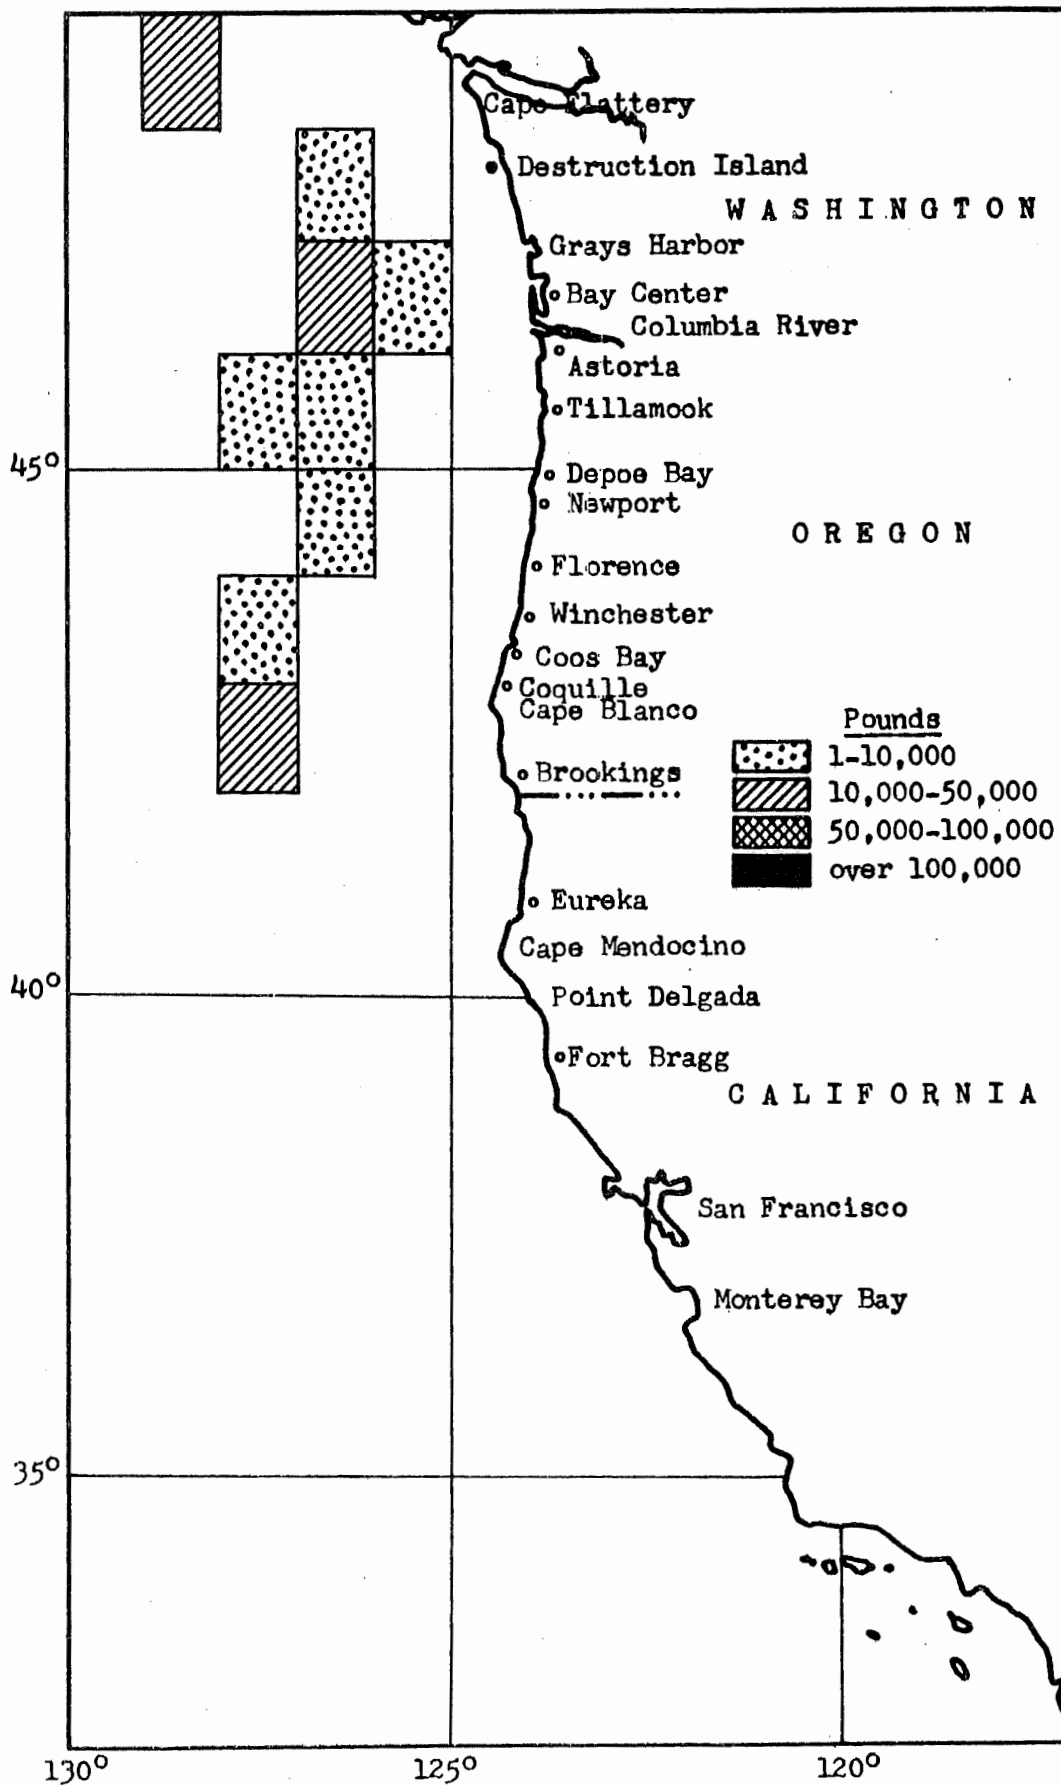 Cape Flattery
Destruction Island
WASHINGTON
Grays Harbor
Bay Center
Columbia River
Astoria
Tillamook
45°
Depoe Bay
Newport
OREGON
Florence
Winchester
Coos Bay
Coquille
Cape Blanco
Pounds
1-10,000
Brookings
10,000-50,000
50,000-100,000
over 100,000
Eureka
Cape Mendocino
40°
Point Delgada
Fort Bragg
CALIFORNIA
San Francisco
Monterey Bay
35°
130° 125° 120°